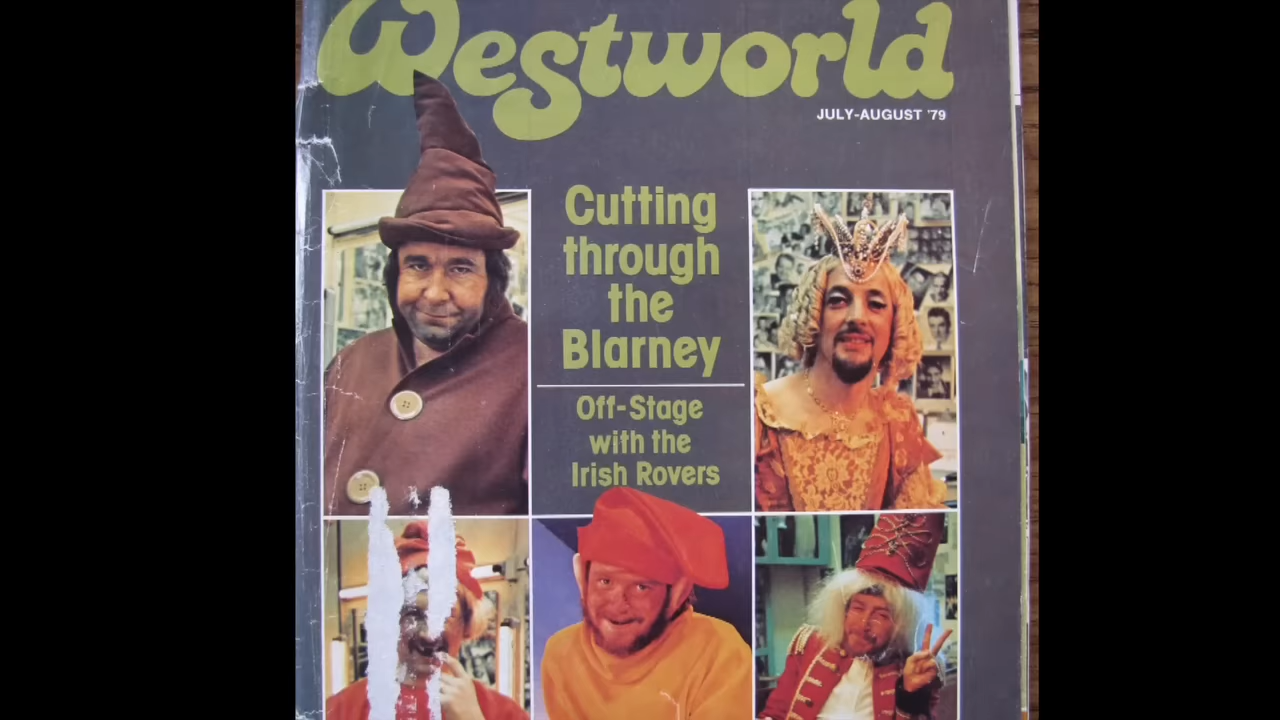 Westworld
JULY-AUGUST '79
Cutting
through
the
Blarney
Off-Stage
with the
Irish Rovers